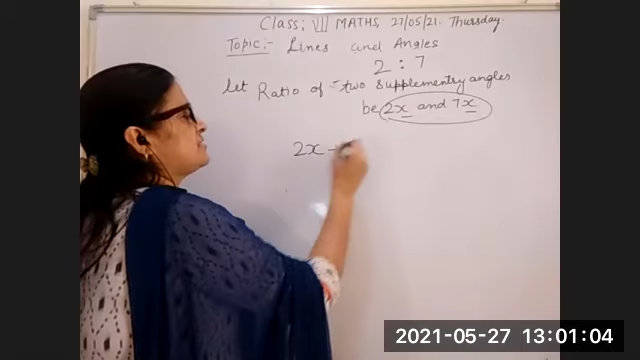 Class: VII MATHS 27/05/21. Thursday.
Topic:- Lines and Angles
2 : 7
let Ratio of two supplementry angles
be 2x and 7x
2x
2021-05-27 13:01:04